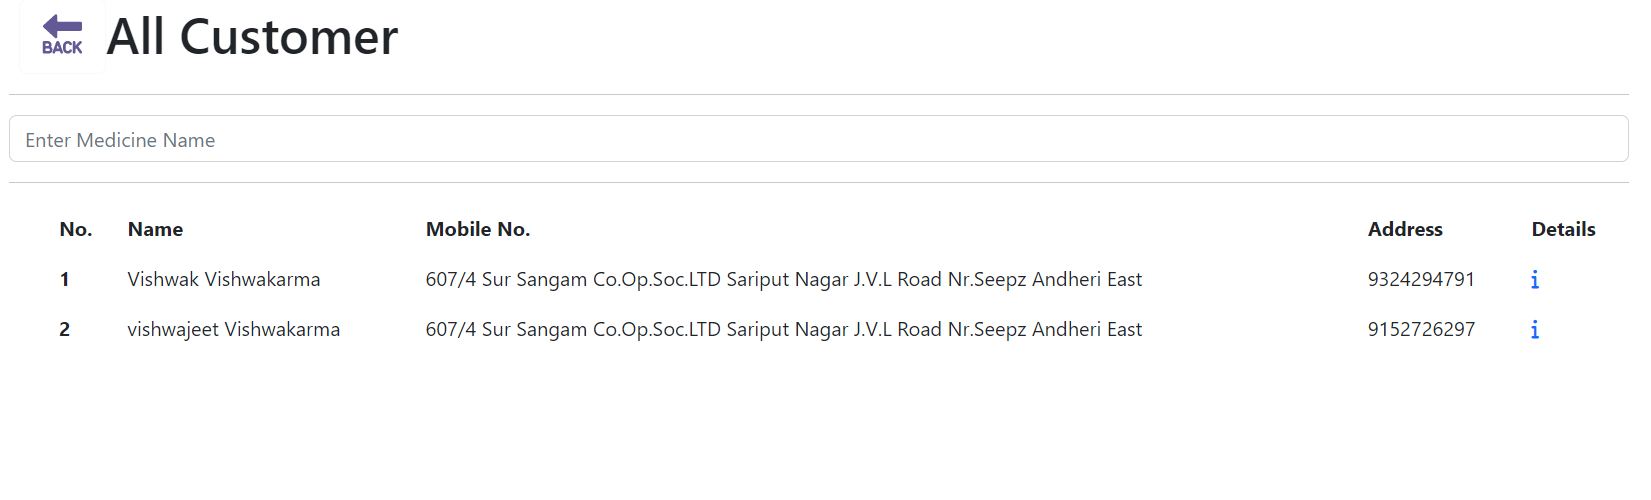 BACK All Customer
Enter Medicine Name
No. Name Mobile No. Address Details
1 Vishwak Vishwakarma 607/4 Sur Sangam Co.Op.Soc.LTD Sariput Nagar J.V.L Road Nr.Seepz Andheri East 9324294791 i
2 vishwajeet Vishwakarma 607/4 Sur Sangam Co.Op.Soc.LTD Sariput Nagar J.V.L Road Nr.Seepz Andheri East 9152726297 i